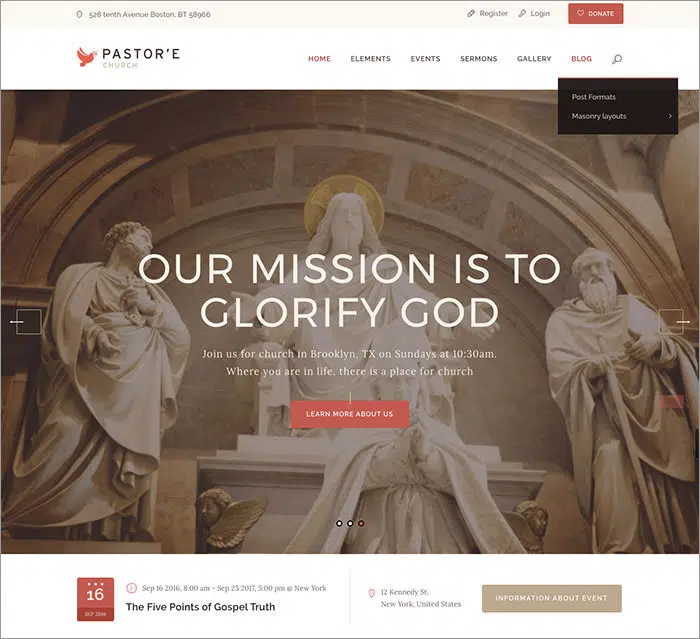 528 tenth Avenue Boston, BT 58966
Register
Login
DONATE
PASTOR'E
CHURCH
HOME
ELEMENTS
EVENTS
SERMONS
GALLERY
BLOG
Post Formats
Masonry layouts
OUR MISSION IS TO
GLORIFY GOD
Join us for church in Brooklyn, TX on Sundays at 10:30am.
Where you are in life, there is a place for church
LEARN MORE ABOUT US
16
SEP 2016
Sep 16 2016, 8:00 am - Sep 25 2017, 5:00 pm @ New York
The Five Points of Gospel Truth
12 Kennedy St.
New York, United States
INFORMATION ABOUT EVENT